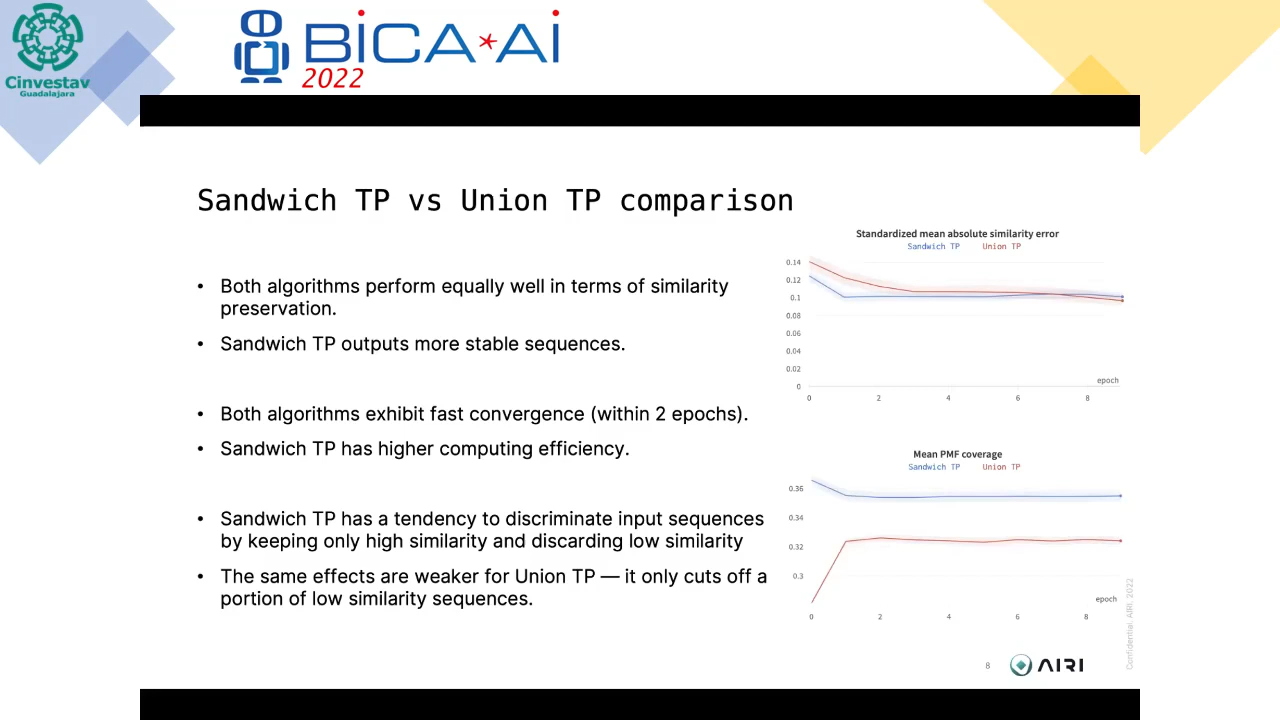 Cinvestav
Guadalajara
BiCA*Ai
2022
Sandwich TP vs Union TP comparison
• Both algorithms perform equally well in terms of similarity
preservation.
• Sandwich TP outputs more stable sequences.
• Both algorithms exhibit fast convergence (within 2 epochs).
• Sandwich TP has higher computing efficiency.
• Sandwich TP has a tendency to discriminate input sequences
by keeping only high similarity and discarding low similarity
• The same effects are weaker for Union TP — it only cuts off a
portion of low similarity sequences.
Standardized mean absolute similarity error
Sandwich TP Union TP
0.14
0.12
0.1
0.08
0.06
0.04
0.02
0
epoch
0 2 4 6 8
Mean PMF coverage
Sandwich TP Union TP
0.36
0.34
0.32
0.3
epoch
0 2 4 6 8
Confidential. AIRI, 2022
8
AIRI